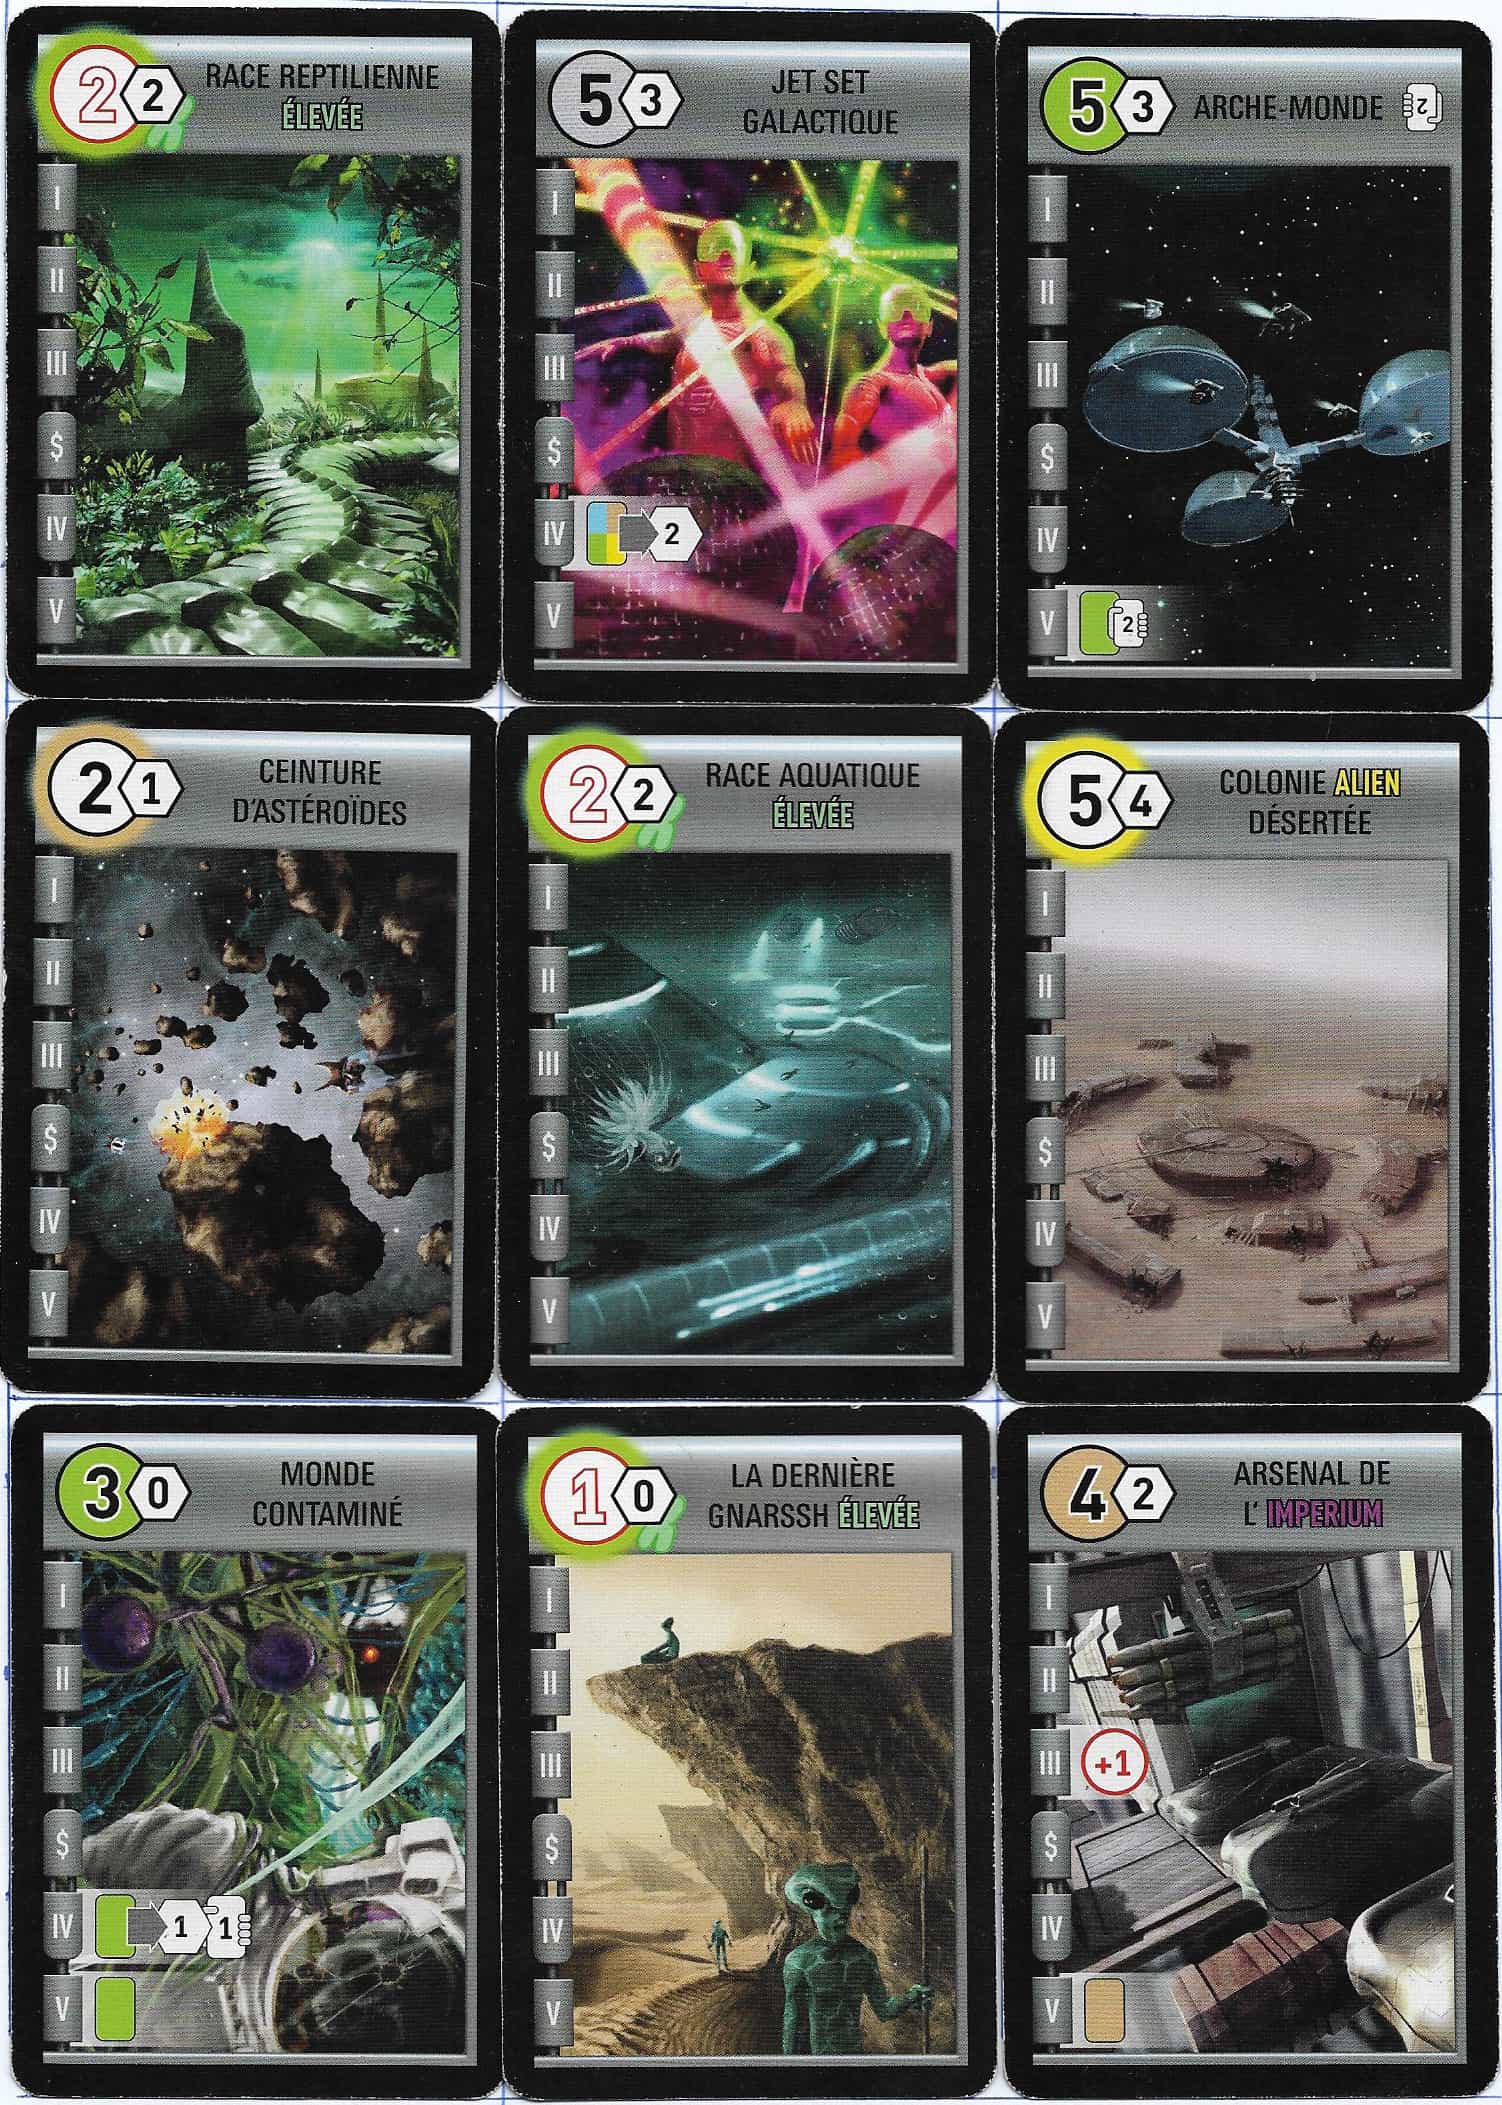 2 2 RACE REPTILIENNE
ÉLEVÉE
I
II
III
$
IV
V
5 3 JET SET
GALACTIQUE
I
II
III
$
IV 2
V
5 3 ARCHE-MONDE 2
I
II
III
$
IV
V 2
2 1 CEINTURE
D'ASTÉROÏDES
I
II
III
$
IV
V
2 2 RACE AQUATIQUE
ÉLEVÉE
I
II
III
$
IV
V
5 4 COLONIE ALIEN
DÉSERTÉE
I
II
III
$
IV
V
3 0 MONDE
CONTAMINÉ
I
II
III
$
IV 1 1
V
1 0 LA DERNIÈRE
GNARSSH ÉLEVÉE
I
II
III
$
IV
V
4 2 ARSENAL DE
L' IMPERIUM
I
II
III +1
$
IV
V